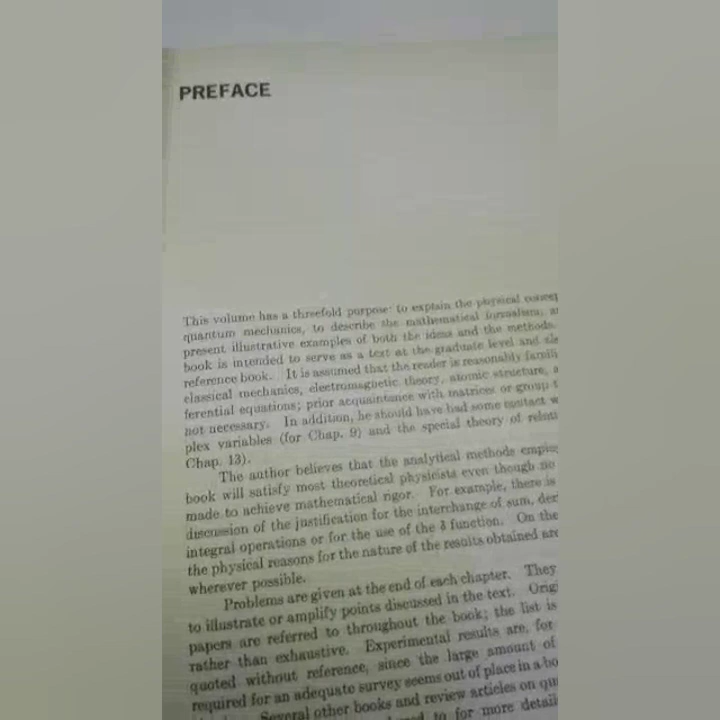 PREFACE
This volume has a threefold purpose: to explain the physical
quantum mechanics, to describe the mathematical formalism,
present illustrative examples of both the ideas and the methods.
book is intended to serve as a text at the graduate level and
reference book. It is assumed that the reader is reasonably
classical mechanics, electromagnetic theory, atomic structure,
ferential equations; prior acquaintance with matrices or group
not necessary. In addition, he should have had some contact
plex variables (for Chap. 9) and the special theory of
Chap. 13).
The author believes that the analytical methods
book will satisfy most theoretical physicists even though no
made to achieve mathematical rigor. For example, there is
discussion of the justification for the interchange of sum,
integral operations or for the use of the δ function. On the
the physical reasons for the nature of the results obtained are
wherever possible.
Problems are given at the end of each chapter. They
to illustrate or amplify points discussed in the text. Orig
papers are referred to throughout the book; the list is
rather than exhaustive. Experimental results are, for
quoted without reference, since the large amount of
required for an adequate survey seems out of place in a bo
Several other books and review articles on qu
to for more detail